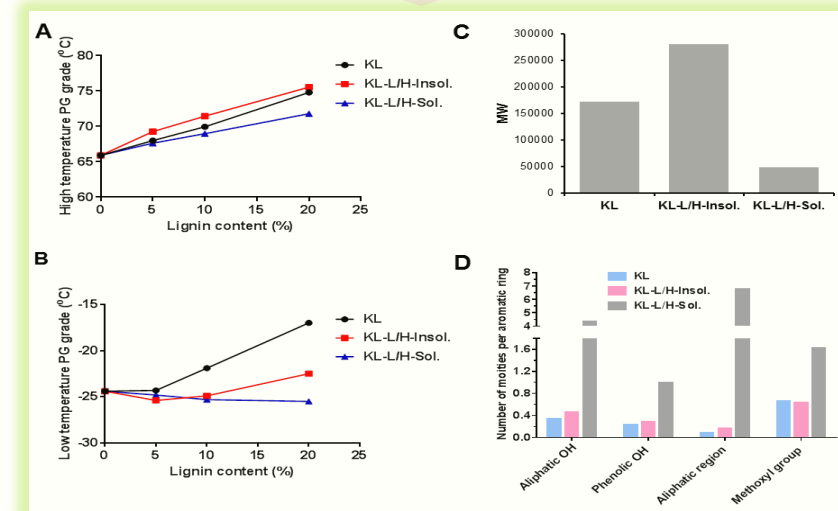 A
High temperature PG grade (⁰C)
80
75
70
65
60
0
5
10
15
20
25
Lignin content (%)
KL
KL-L/H-Insol.
KL-L/H-Sol.
B
Low temperature PG grade (⁰C)
-15
-20
-25
-30
0
5
10
15
20
25
Lignin content (%)
KL
KL-L/H-Insol.
KL-L/H-Sol.
C
MW
300000
250000
200000
150000
100000
50000
0
KL
KL-L/H-Insol.
KL-L/H-Sol.
D
Number of moities per aromatic ring
8
7
6
5
4
1.6
1.2
0.8
0.4
0.0
KL
KL-L/H-Insol.
KL-L/H-Sol.
Aliphatic OH
Phenolic OH
Aliphatic region
Methoxyl group